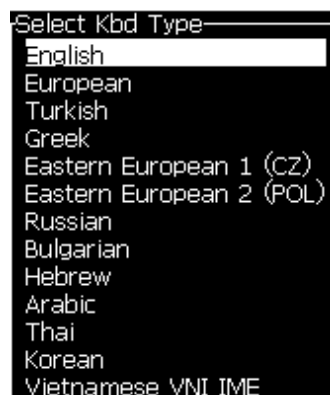 Select Kbd Type
English
European
Turkish
Greek
Eastern European 1 (CZ)
Eastern European 2 (POL)
Russian
Bulgarian
Hebrew
Arabic
Thai
Korean
Vietnamese VNI IME